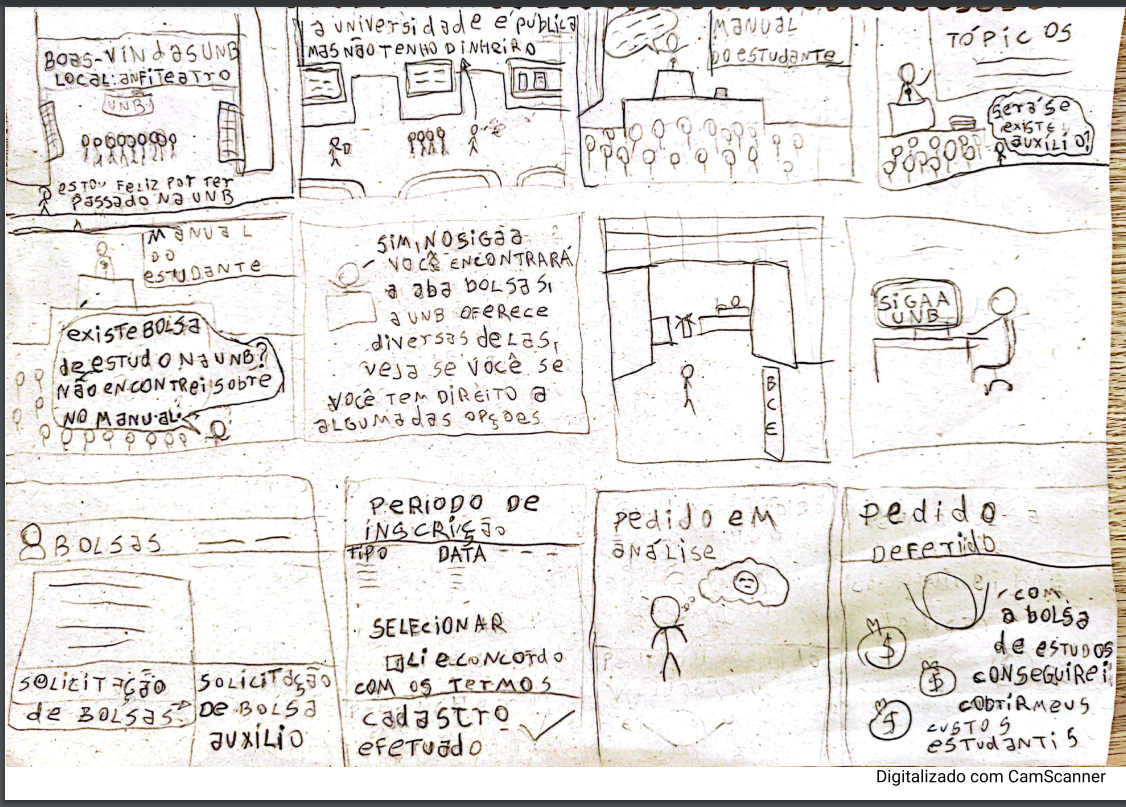 BOAS-VINDAS UNB
LOCAL: anfiteatro
UNB
estou feliz por ter
passado na UNB
a universidade é pública
mas não tenho dinheiro
manual
do estudante
TÓPICOS
será se
existe
auxílio?
manual
do
estudante
existe BOLSa
de estudo na UNB?
não encontrei sobre
no manual
SIM, NO SIGAA
VOCÊ ENCONTRARÁ
a aba bolsas,
a UNB oferece
diversas delas,
veja se você se
você tem direito a
alguma das opções
BCE
SIGAA
UNB
BOLSAS
SOLICITAÇÃO
de BOLSAS
SOLICITAÇÃO
DE BOLSA
AUXÍLIO
PERIODO DE
INSCRIÇÃO
TIPO DATA
SELECIONAR
LI e CONCORDO
COM OS TERMOS
cadastro
efetuado
Pedido em
análise
Pedido
DEFERIDO
com
a bolsa
de estudos
conseguirei
cobrir meus
custos
estudantis
Digitalizado com CamScanner